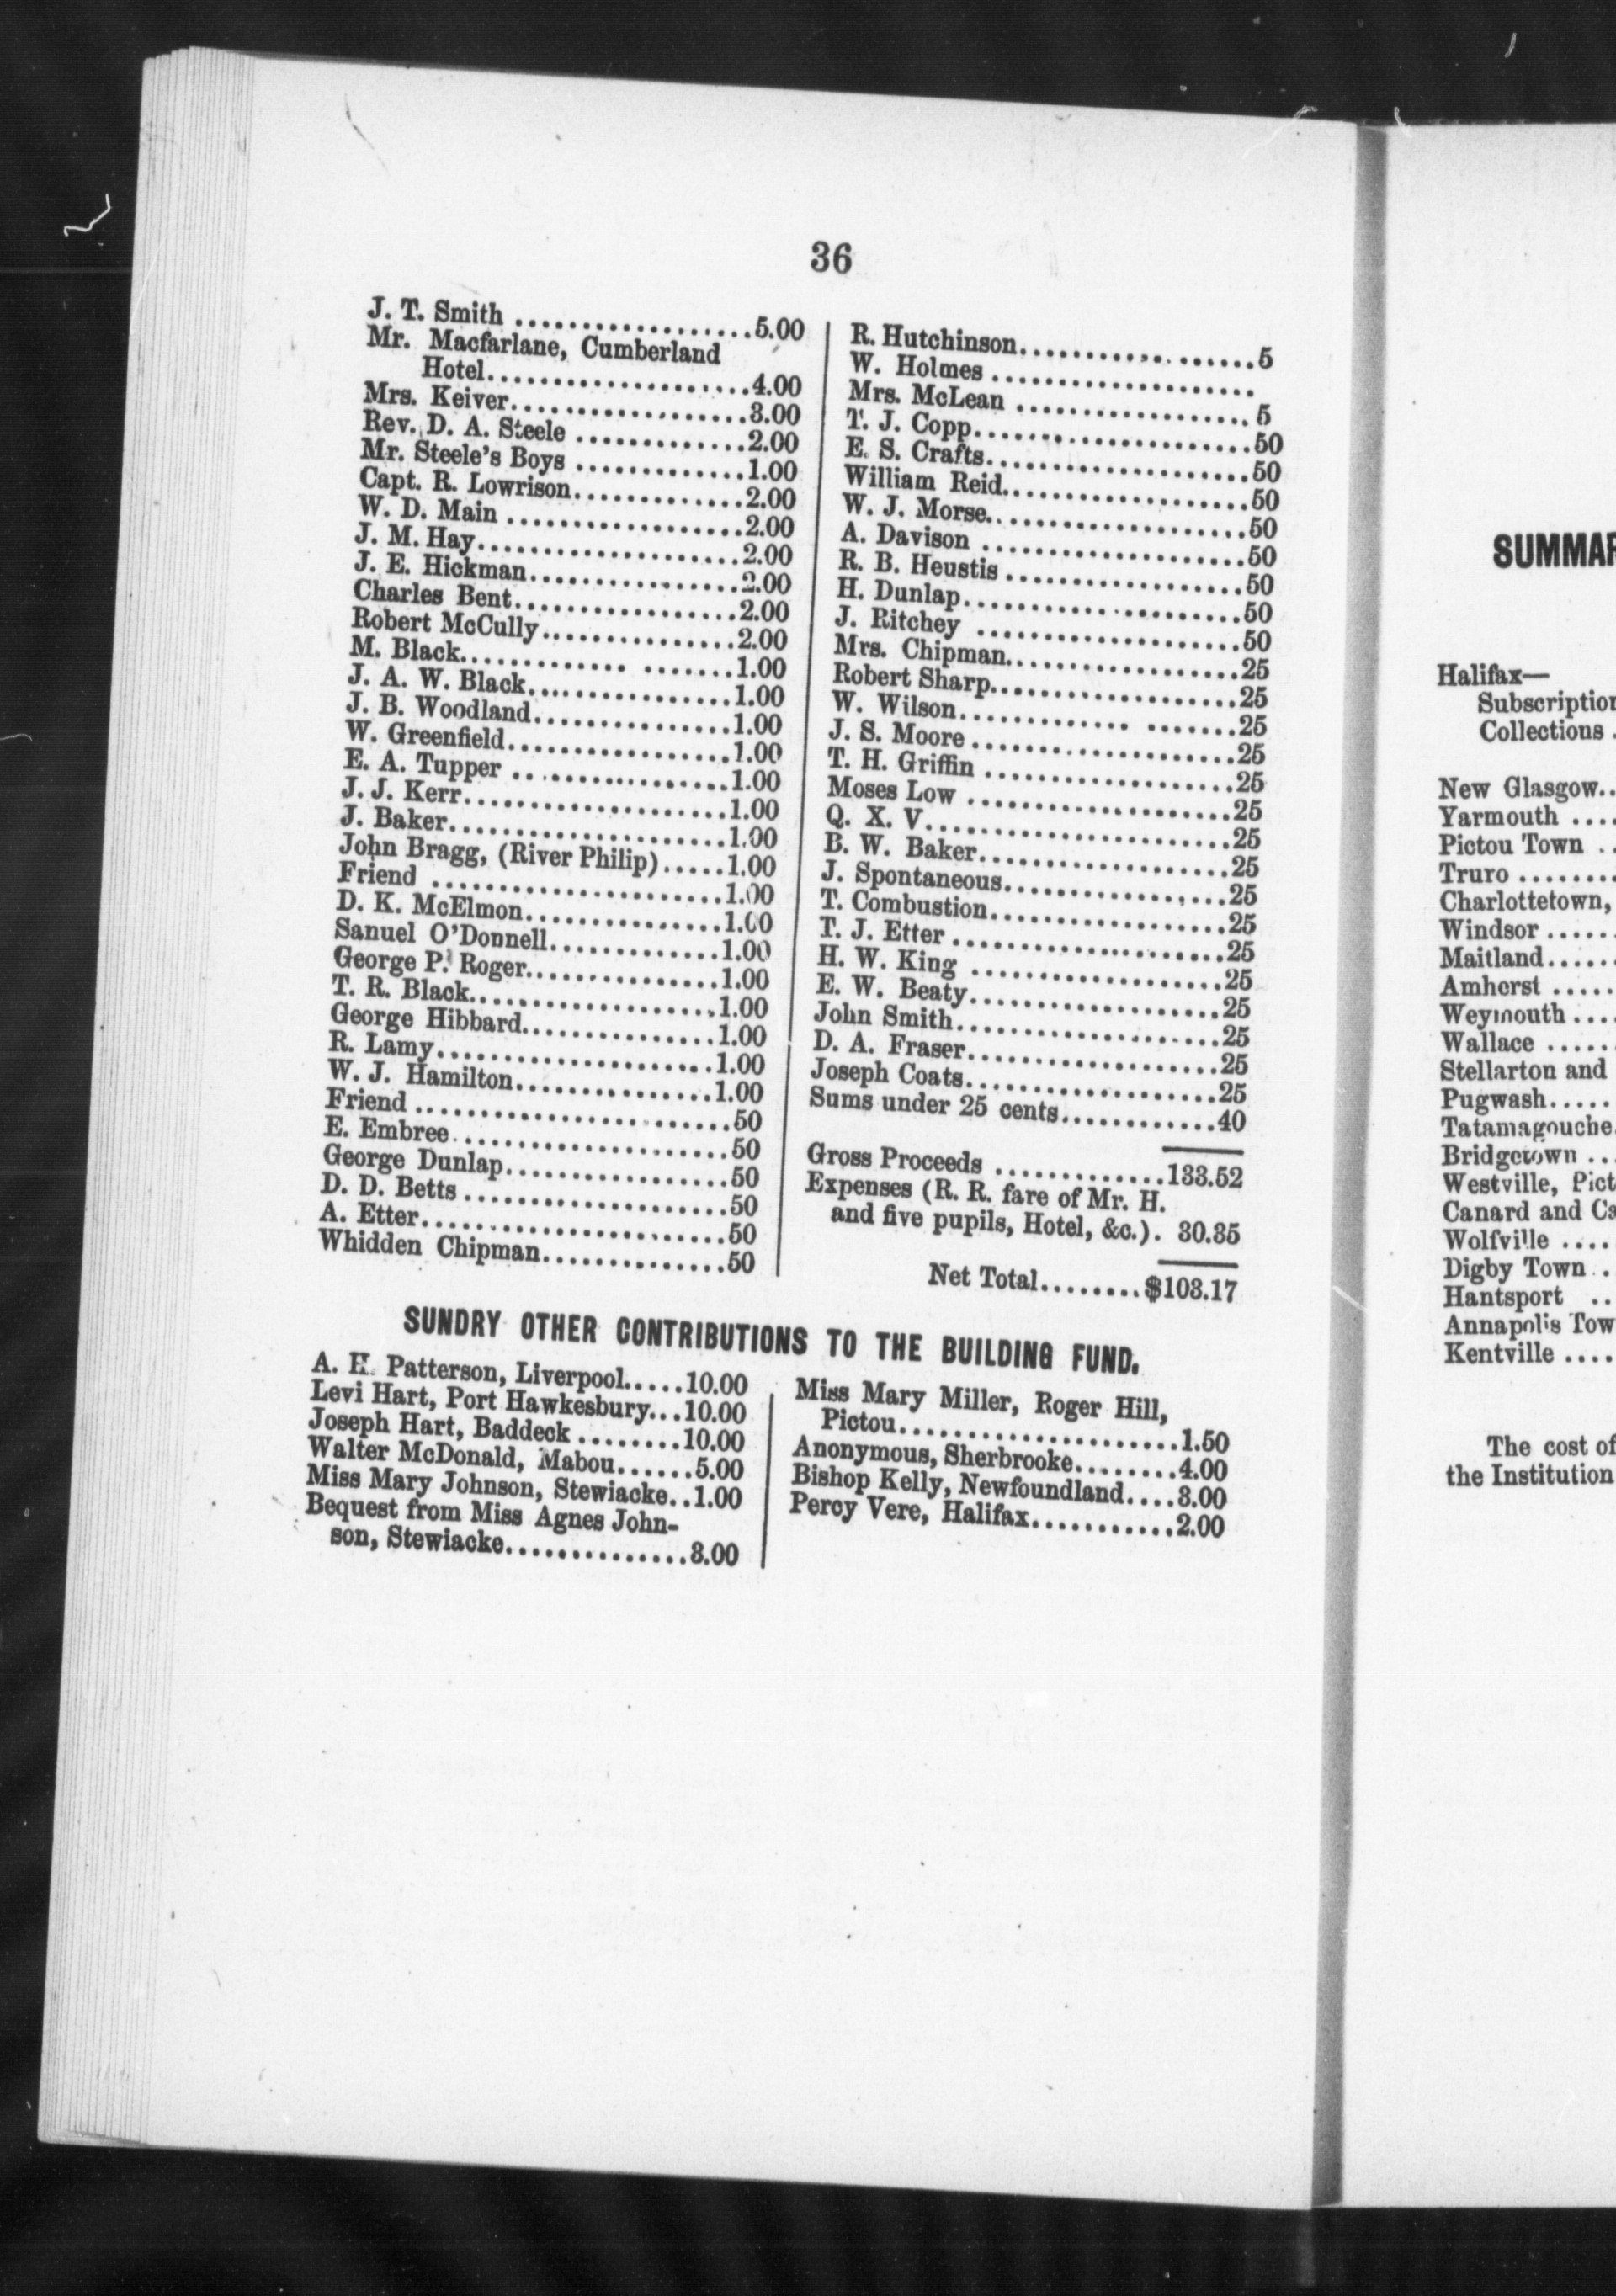 36
J. T. Smith ..................5.00
Mr. Macfarlane, Cumberland
Hotel....................4.00
Mrs. Keiver..................3.00
Rev. D. A. Steele .............2.00
Mr. Steele's Boys .............1.00
Capt. R. Lowrison.............2.00
W. D. Main ..................2.00
J. M. Hay....................2.00
J. E. Hickman................2.00
Charles Bent.................2.00
Robert McCully...............2.00
M. Black............. .......1.00
J. A. W. Black................1.00
J. B. Woodland...............1.00
W. Greenfield.................1.00
E. A. Tupper .................1.00
J. J. Kerr....................1.00
J. Baker.....................1.00
John Bragg, (River Philip).....1.00
Friend ......................1.00
D. K. McElmon...............1.00
Sanuel O'Donnell.............1.00
George P. Roger...............1.00
T. R. Black...................1.00
George Hibbard...............1.00
R. Lamy.....................1.00
W. J. Hamilton...............1.00
Friend ........................50
E. Embree.....................50
George Dunlap.................50
D. D. Betts....................50
A. Etter.......................50
Whidden Chipman..............50
R. Hutchinson..................5
W. Holmes ....................
Mrs. McLean ..................5
T. J. Copp.....................50
E. S. Crafts....................50
William Reid...................50
W. J. Morse....................50
A. Davison ....................50
R. B. Heustis ..................50
H. Dunlap.....................50
J. Ritchey ....................50
Mrs. Chipman..................25
Robert Sharp...................25
W. Wilson............. .......25
J. S. Moore ....................25
T. H. Griffin ...................25
Moses Low ....................25
Q. X. V.......................25
B. W. Baker...................25
J. Spontaneous.................25
T. Combustion..................25
T. J. Etter .....................25
H. W. King ...................25
E. W. Beaty...................25
John Smith....................25
D. A. Fraser...................25
Joseph Coats...................25
Sums under 25 cents............40
Gross Proceeds .............133.52
Expenses (R. R. fare of Mr. H.
and five pupils, Hotel, &c.). 30.35
Net Total........$103.17
SUNDRY OTHER CONTRIBUTIONS TO THE BUILDING FUND.
A. H. Patterson, Liverpool.....10.00
Levi Hart, Port Hawkesbury...10.00
Joseph Hart, Baddeck ........10.00
Walter McDonald, Mabou......5.00
Miss Mary Johnson, Stewiacke..1.00
Bequest from Miss Agnes John-
son, Stewiacke..............3.00
Miss Mary Miller, Roger Hill,
Pictou.....................1.50
Anonymous, Sherbrooke........4.00
Bishop Kelly, Newfoundland....3.00
Percy Vere, Halifax...........2.00
SUMMAR
Halifax—
Subscription
Collections .
New Glasgow..
Yarmouth ....
Pictou Town ..
Truro ........
Charlottetown,
Windsor ......
Maitland.....
Amherst .....
Weymouth ....
Wallace .....
Stellarton and
Pugwash.....
Tatamagouche
Bridgetown ...
Westville, Pict
Canard and Ca
Wolfville ....
Digby Town ..
Hantsport ..
Annapolis Tow
Kentville ....
The cost of
the Institution